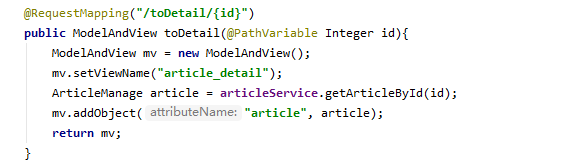 @RequestMapping("/toDetail/{id}")
public ModelAndView toDetail(@PathVariable Integer id){
ModelAndView mv = new ModelAndView();
mv.setViewName("article_detail");
ArticleManage article = articleService.getArticleById(id);
mv.addObject( attributeName: "article", article);
return mv;
}